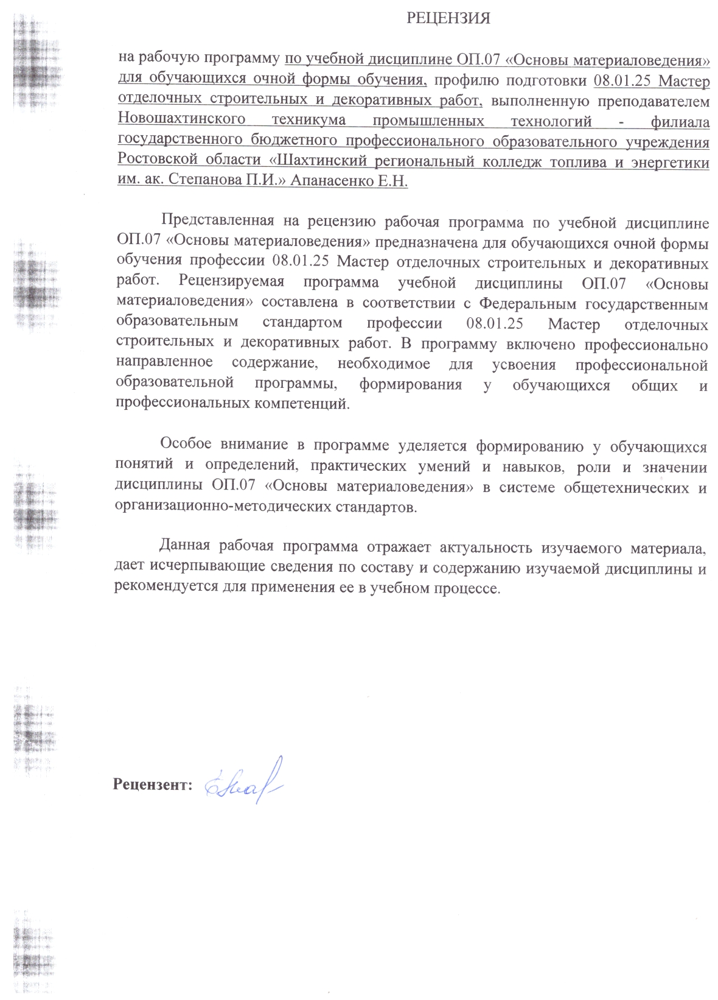 РЕЦЕНЗИЯ
на рабочую программу по учебной дисциплине ОП.07 «Основы материаловедения»
для обучающихся очной формы обучения, профилю подготовки 08.01.25 Мастер
отделочных строительных и декоративных работ, выполненную преподавателем
Новошахтинского техникума промышленных технологий - филиала
государственного бюджетного профессионального образовательного учреждения
Ростовской области «Шахтинский региональный колледж топлива и энергетики
им. ак. Степанова П.И.» Апанасенко Е.Н.
Представленная на рецензию рабочая программа по учебной дисциплине
ОП.07 «Основы материаловедения» предназначена для обучающихся очной формы
обучения профессии 08.01.25 Мастер отделочных строительных и декоративных
работ. Рецензируемая программа учебной дисциплины ОП.07 «Основы
материаловедения» составлена в соответствии с Федеральным государственным
образовательным стандартом профессии 08.01.25 Мастер отделочных
строительных и декоративных работ. В программу включено профессионально
направленное содержание, необходимое для усвоения профессиональной
образовательной программы, формирования у обучающихся общих и
профессиональных компетенций.
Особое внимание в программе уделяется формированию у обучающихся
понятий и определений, практических умений и навыков, роли и значении
дисциплины ОП.07 «Основы материаловедения» в системе общетехнических и
организационно-методических стандартов.
Данная рабочая программа отражает актуальность изучаемого материала,
дает исчерпывающие сведения по составу и содержанию изучаемой дисциплины и
рекомендуется для применения ее в учебном процессе.
Рецензент: